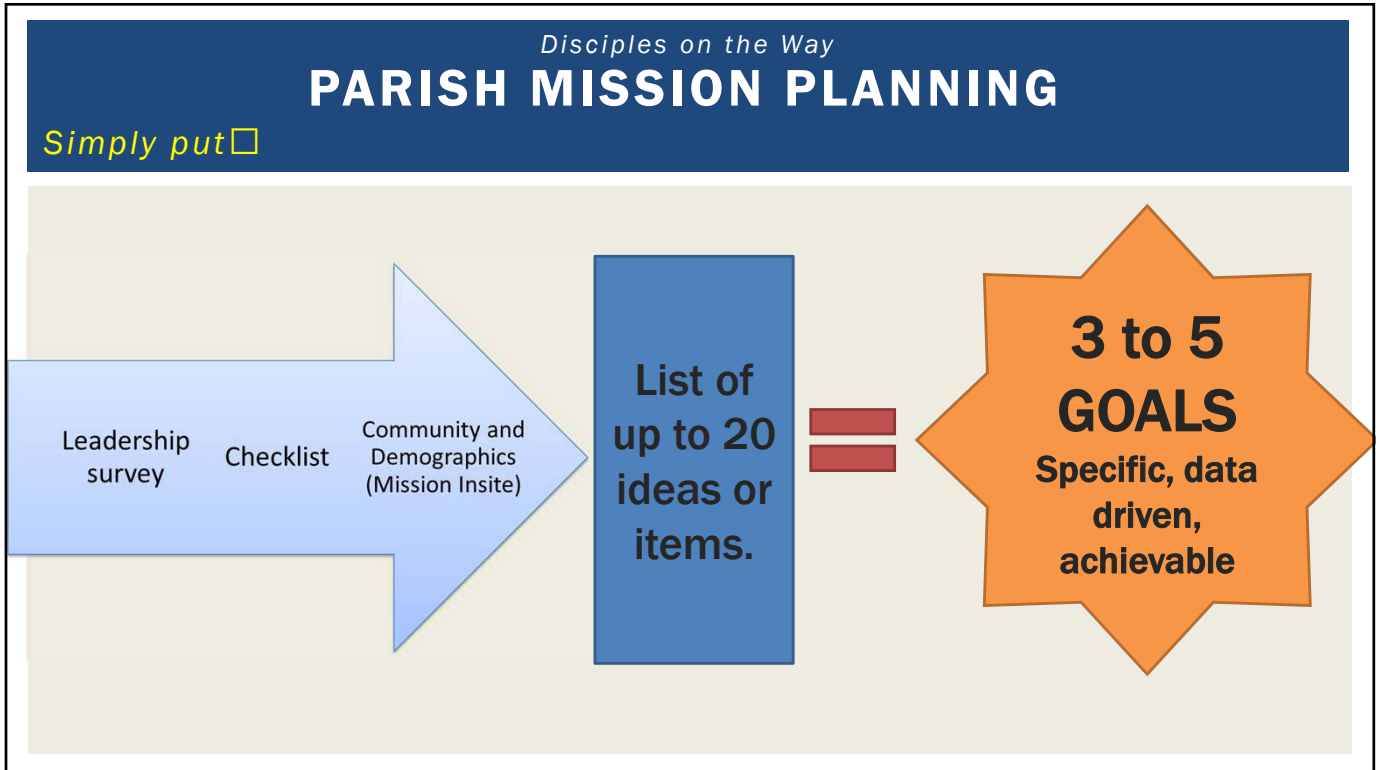 Disciples on the Way
PARISH MISSION PLANNING
Simply put□
Leadership
survey
Checklist
Community and
Demographics
(Mission Insite)
List of
up to 20
ideas or
items.
3 to 5
GOALS
Specific, data
driven,
achievable